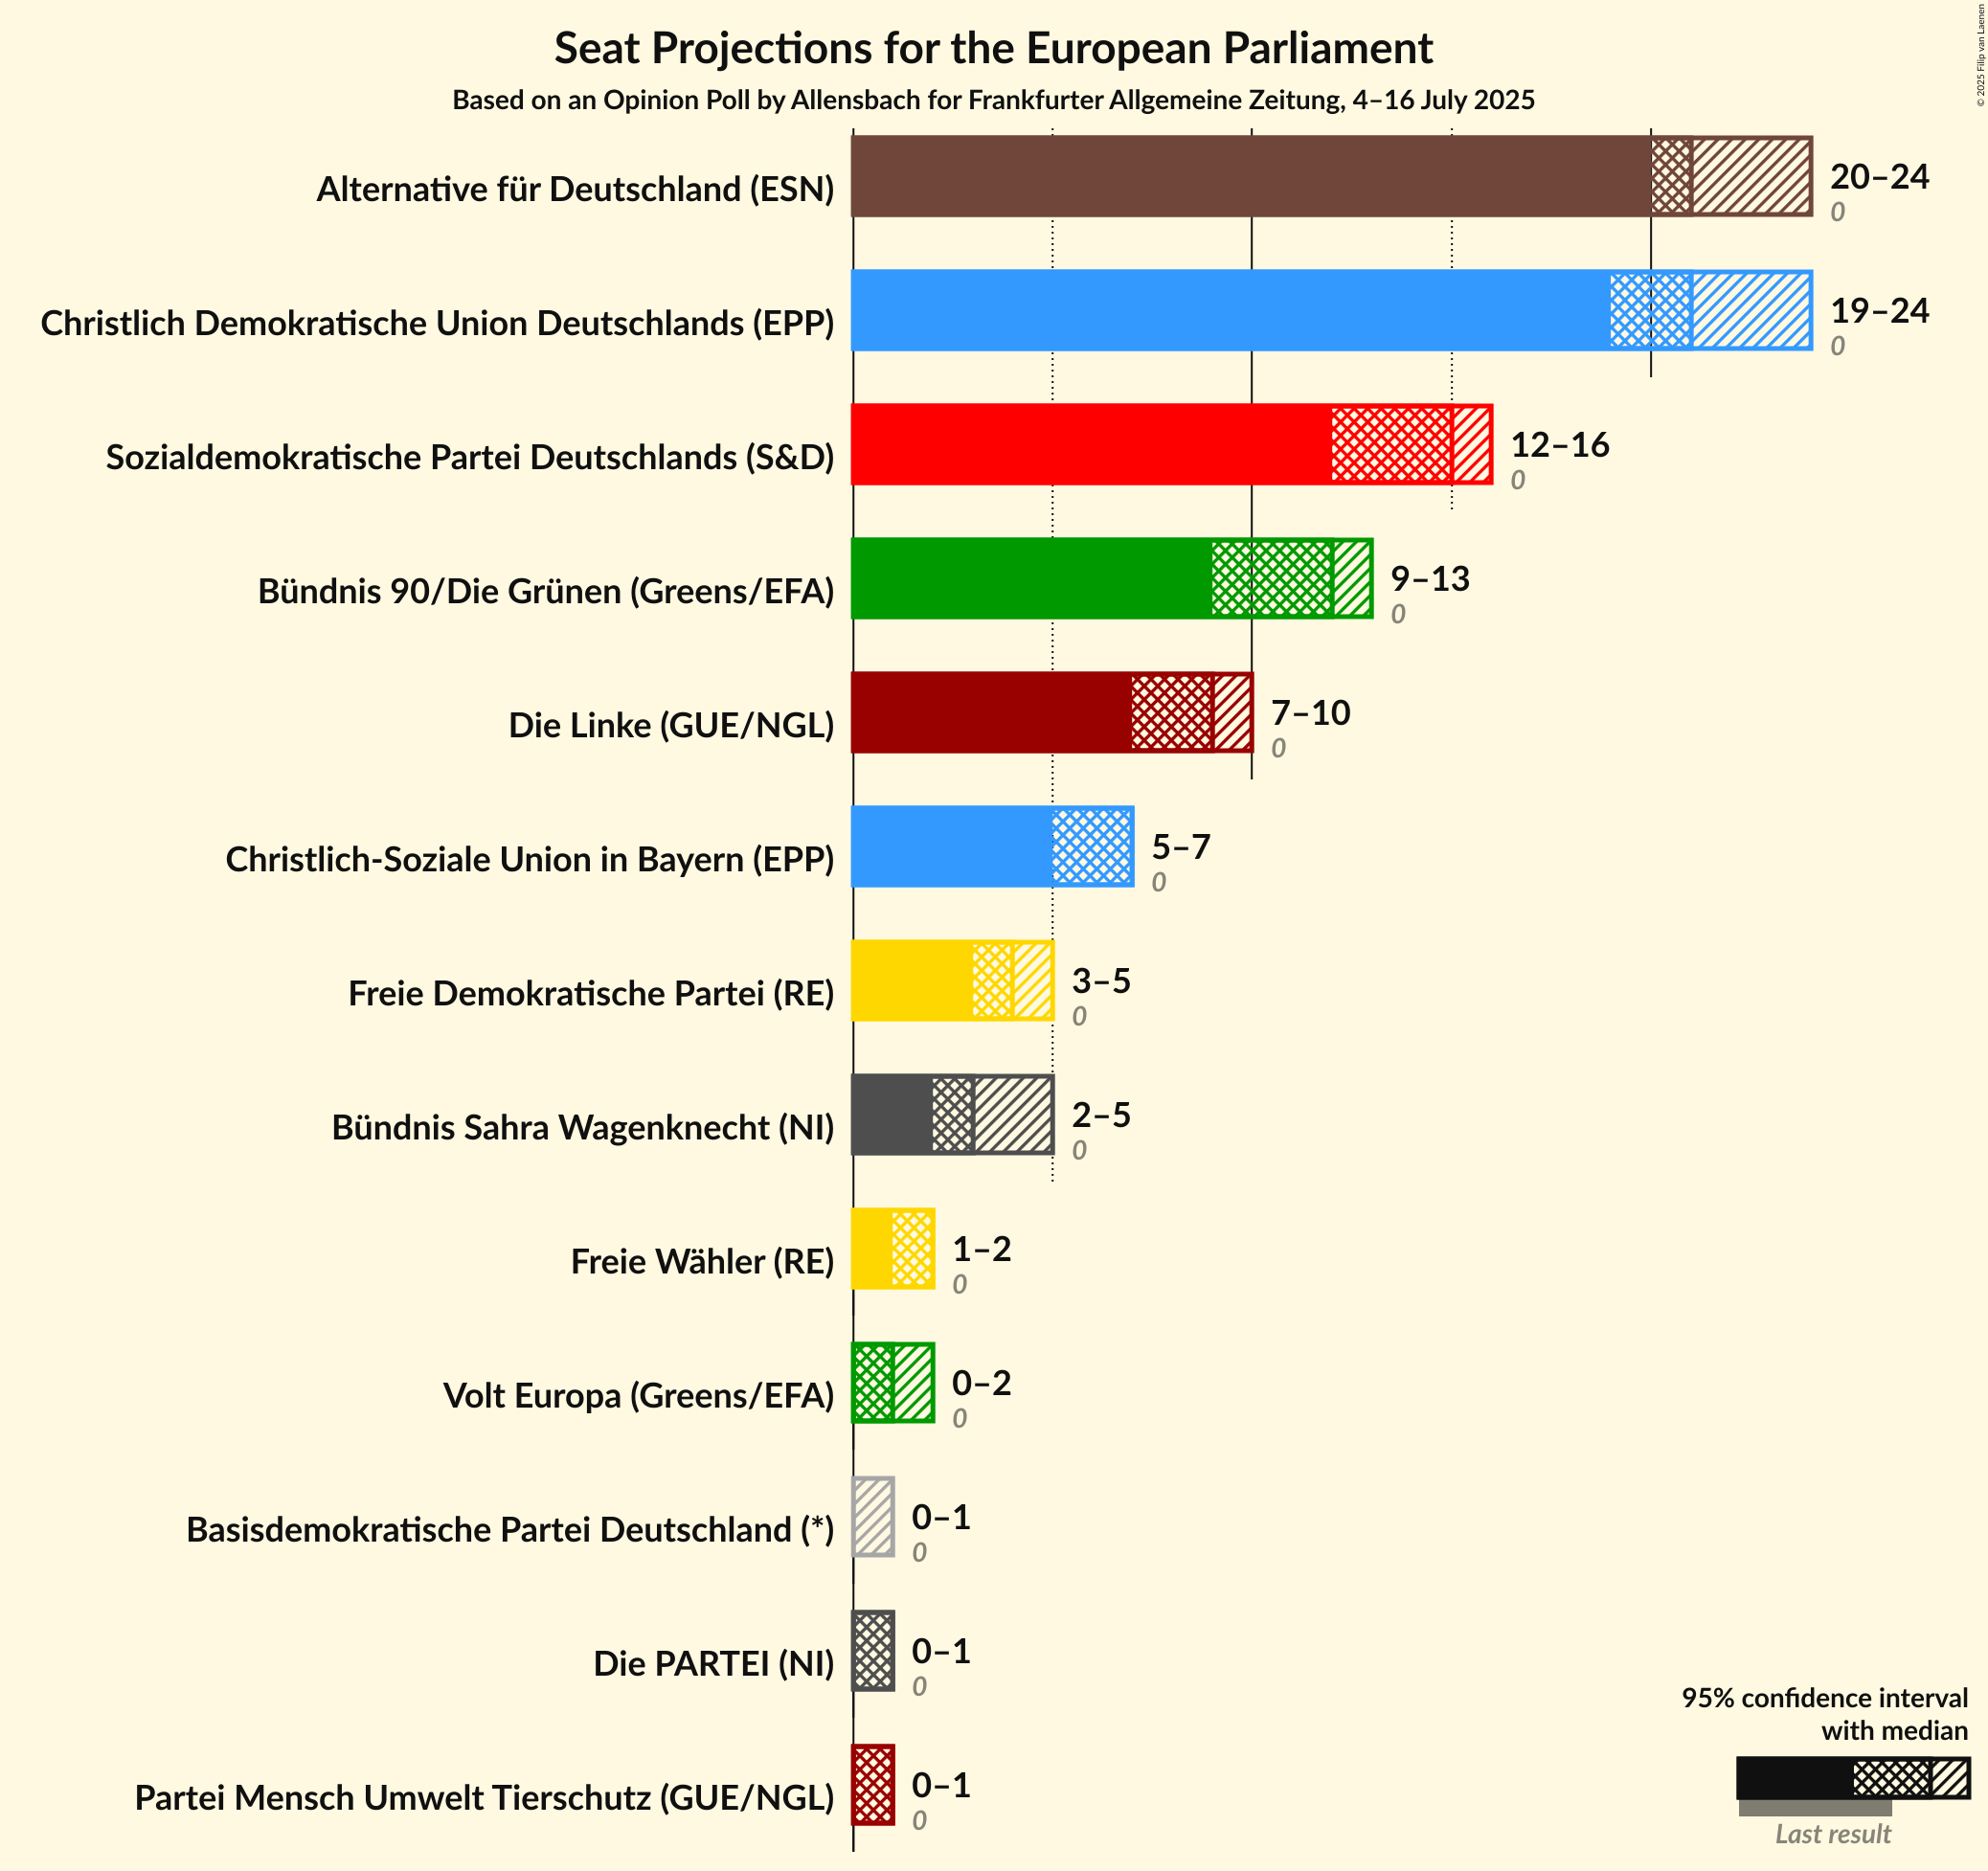 Seat Projections for the European Parliament
Based on an Opinion Poll by Allensbach for Frankfurter Allgemeine Zeitung, 4–16 July 2025
© 2025 Filip van Laenen
Alternative für Deutschland (ESN)
20–24
0
Christlich Demokratische Union Deutschlands (EPP)
19–24
0
Sozialdemokratische Partei Deutschlands (S&D)
12–16
0
Bündnis 90/Die Grünen (Greens/EFA)
9–13
0
Die Linke (GUE/NGL)
7–10
0
Christlich-Soziale Union in Bayern (EPP)
5–7
0
Freie Demokratische Partei (RE)
3–5
0
Bündnis Sahra Wagenknecht (NI)
2–5
0
Freie Wähler (RE)
1–2
0
Volt Europa (Greens/EFA)
0–2
0
Basisdemokratische Partei Deutschland (*)
0–1
0
Die PARTEI (NI)
0–1
0
Partei Mensch Umwelt Tierschutz (GUE/NGL)
0–1
0
95% confidence interval
with median
Last result